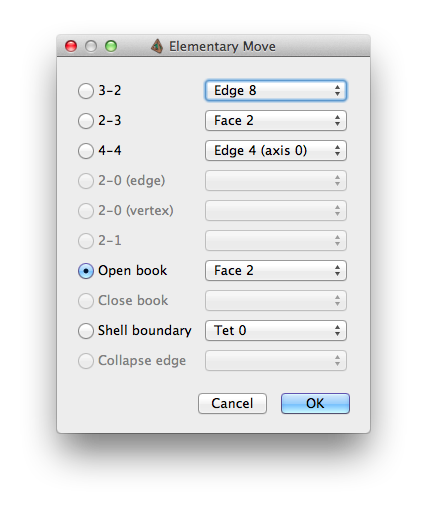 Elementary Move
3-2 Edge 8
2-3 Face 2
4-4 Edge 4 (axis 0)
2-0 (edge)
2-0 (vertex)
2-1
Open book Face 2
Close book
Shell boundary Tet 0
Collapse edge
Cancel OK